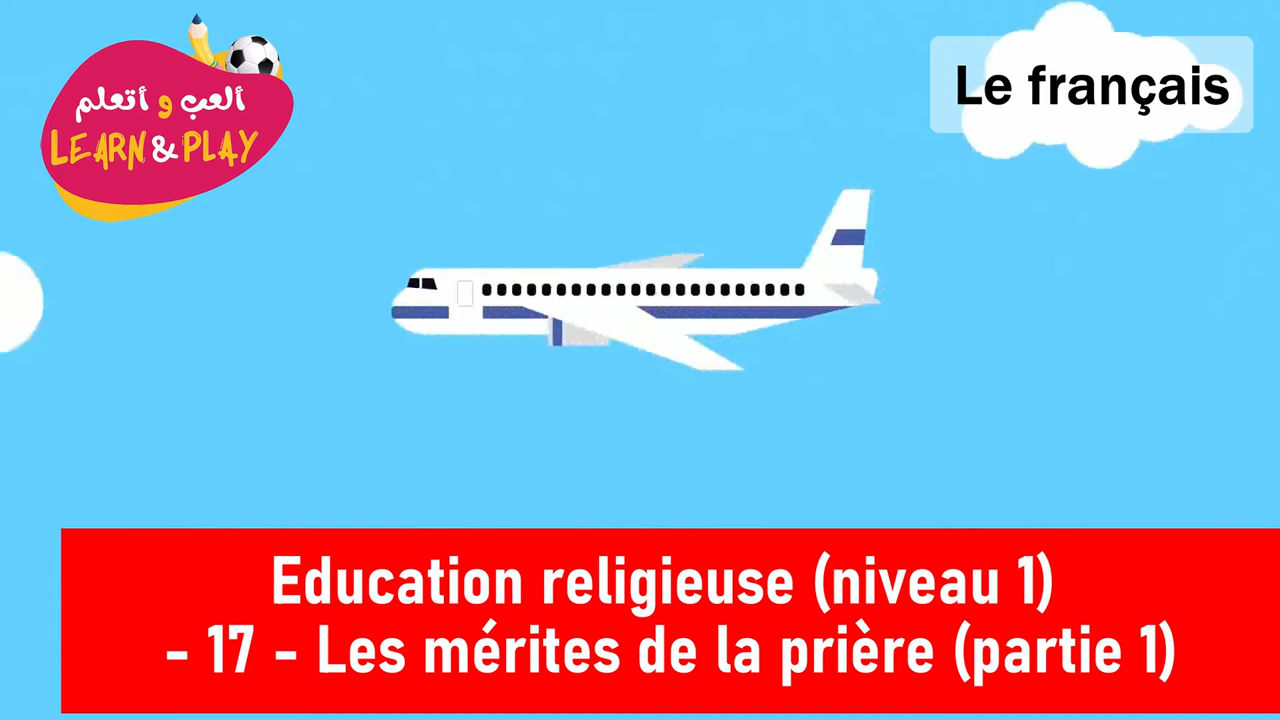 ألعب و أتعلم
LEARN & PLAY
Le français
Education religieuse (niveau 1)
- 17 - Les mérites de la prière (partie 1)